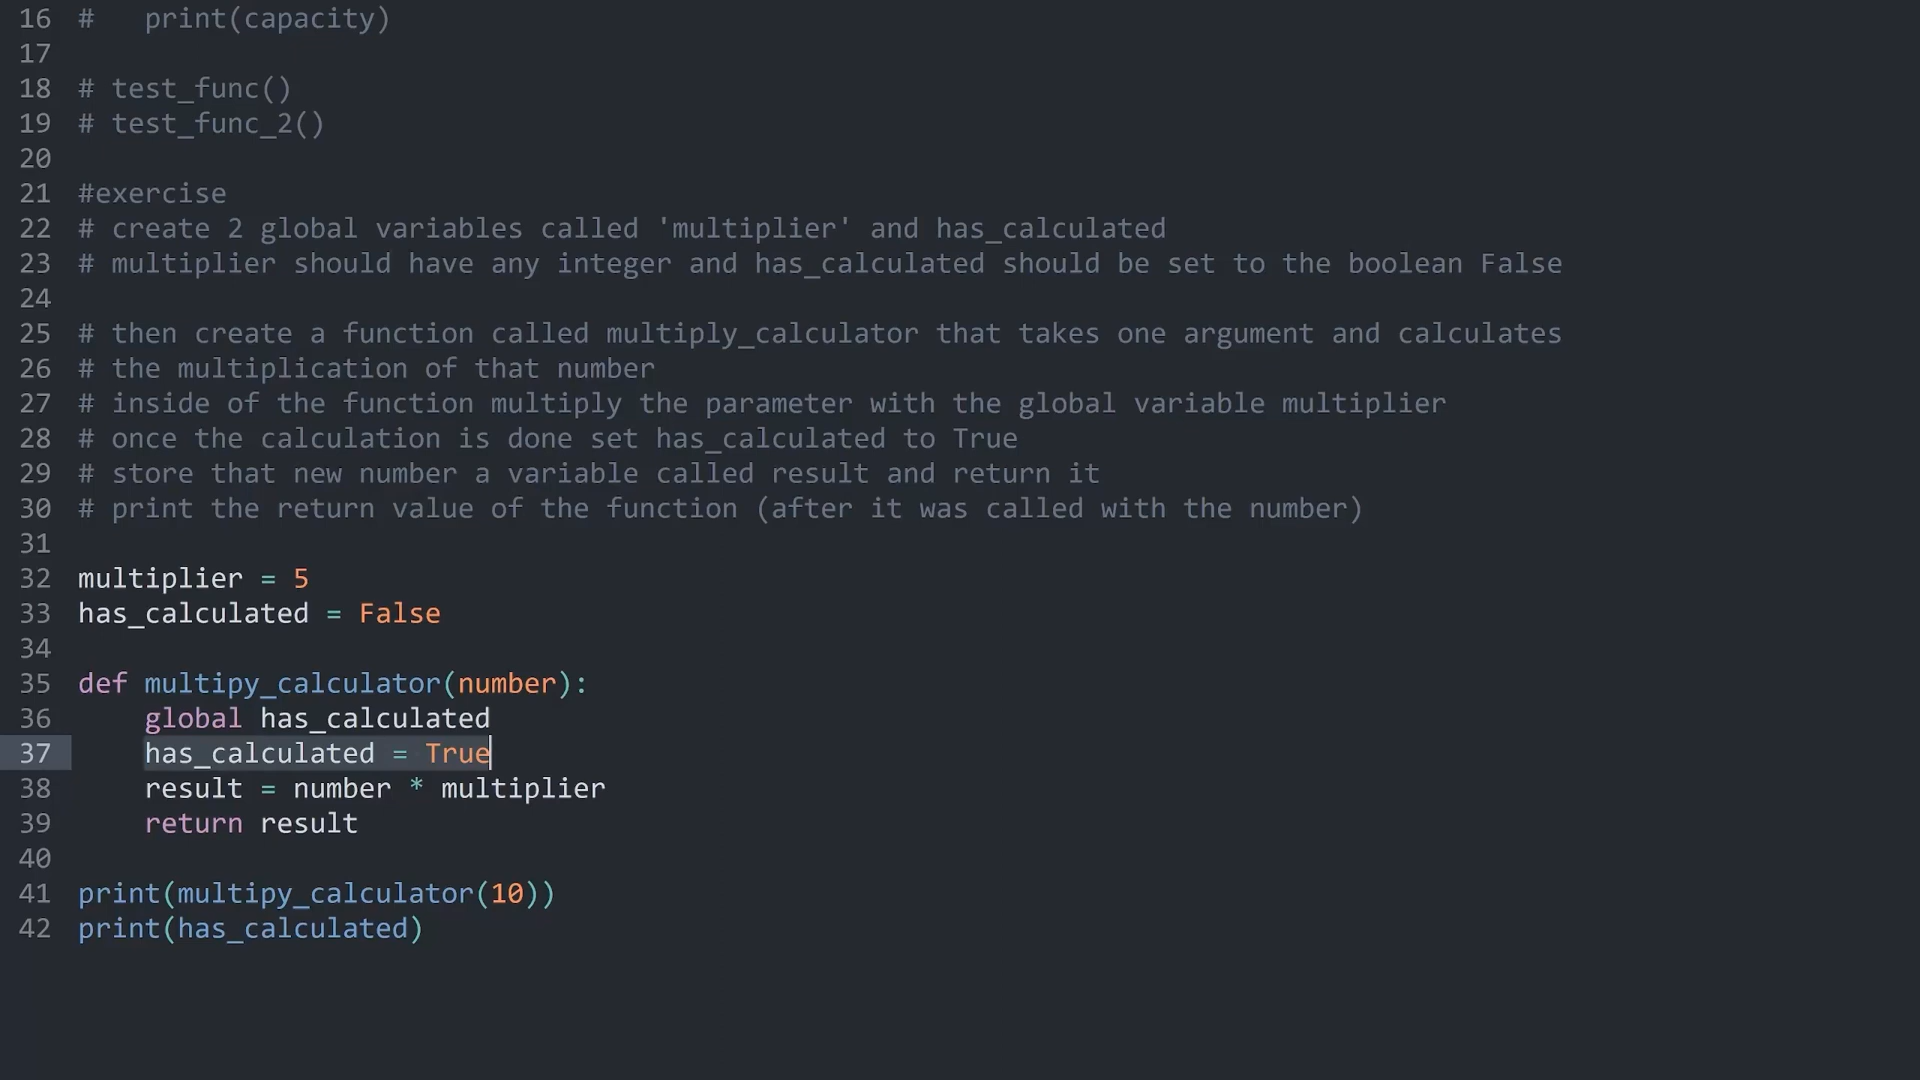 16 #   print(capacity)
17
18 # test_func()
19 # test_func_2()
20
21 #exercise
22 # create 2 global variables called 'multiplier' and has_calculated
23 # multiplier should have any integer and has_calculated should be set to the boolean False
24
25 # then create a function called multiply_calculator that takes one argument and calculates
26 # the multiplication of that number
27 # inside of the function multiply the parameter with the global variable multiplier
28 # once the calculation is done set has_calculated to True
29 # store that new number a variable called result and return it
30 # print the return value of the function (after it was called with the number)
31
32 multiplier = 5
33 has_calculated = False
34
35 def multipy_calculator(number):
36     global has_calculated
37     has_calculated = True
38     result = number * multiplier
39     return result
40
41 print(multipy_calculator(10))
42 print(has_calculated)